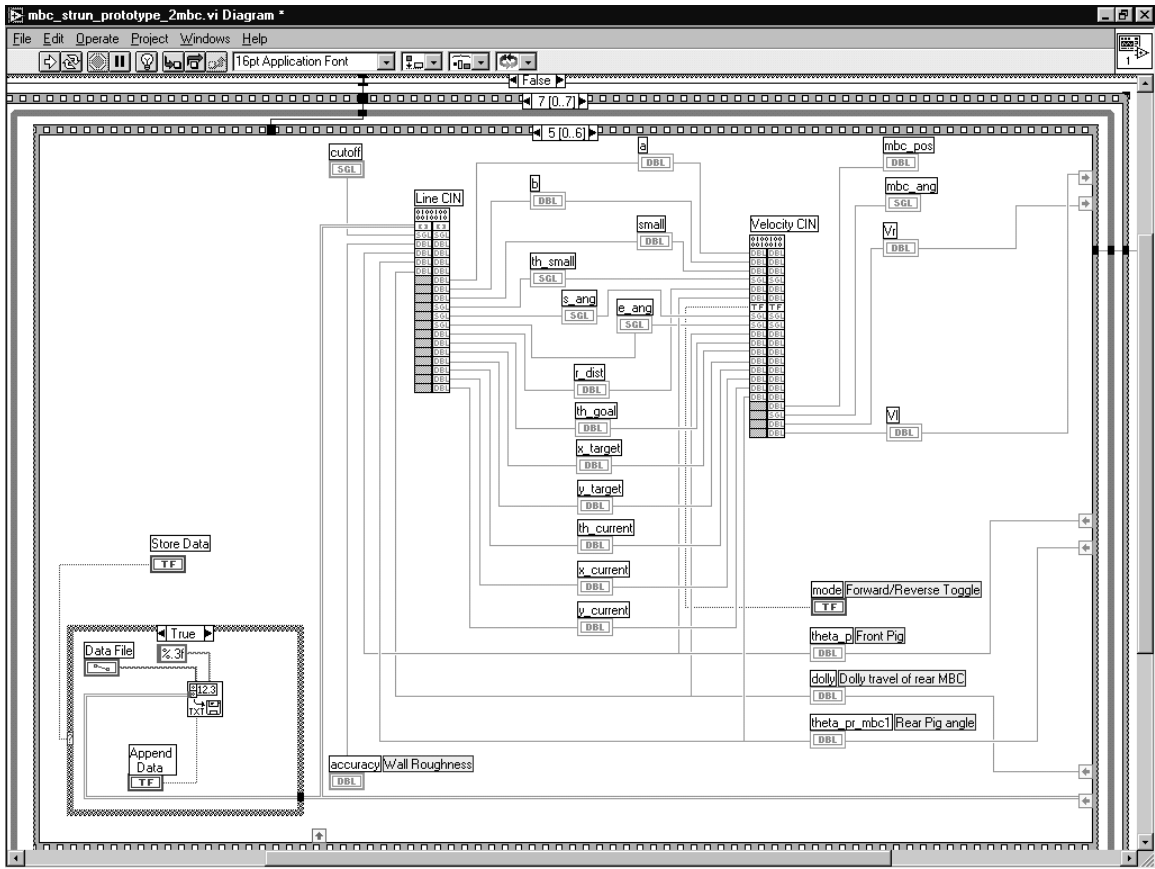 mbc_strun_prototype_2mbc.vi Diagram *
File Edit Operate Project Windows Help
16pt Application Font
1
False
7 [0..7]
5 [0..6]
cutoff
SGL
a
DBL
mbc_pos
DBL
b
DBL
mbc_ang
SGL
Line CIN
small
DBL
Velocity CIN
Vr
DBL
th_small
SGL
s_ang
SGL
e_ang
SGL
r_dist
DBL
th_goal
DBL
Vl
DBL
x_target
DBL
y_target
DBL
th_current
DBL
Store Data
TF
x_current
DBL
mode Forward/Reverse Toggle
TF
y_current
DBL
True
theta_p Front Pig
DBL
Data File
%.3f
dolly Dolly travel of rear MBC
DBL
12.3
TXT
theta_pr_mbc1 Rear Pig angle
DBL
Append
Data
TF
accuracy Wall Roughness
DBL